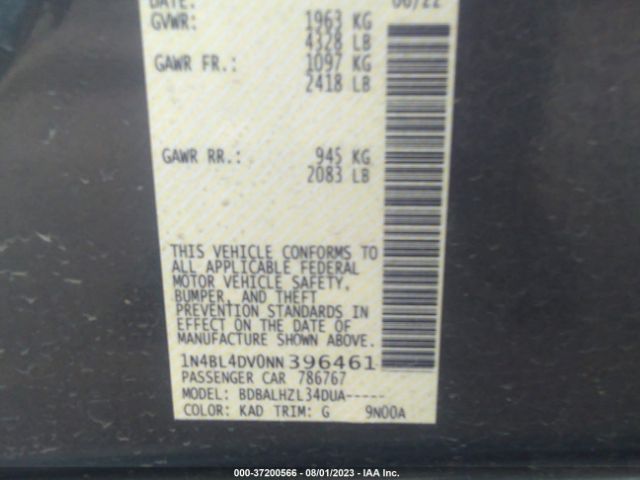 DATE: 06/22
GVWR: 1963 KG
4328 LB
GAWR FR.: 1097 KG
2418 LB
GAWR RR.: 945 KG
2083 LB
THIS VEHICLE CONFORMS TO
ALL APPLICABLE FEDERAL
MOTOR VEHICLE SAFETY,
BUMPER, AND THEFT
PREVENTION STANDARDS IN
EFFECT ON THE DATE OF
MANUFACTURE SHOWN ABOVE.
1N4BL4DV0NN396461
PASSENGER CAR 786767
MODEL: BDBALHZL34DUA-----
COLOR: KAD TRIM: G 9N00A
000-37200566 - 08/01/2023 - IAA Inc.